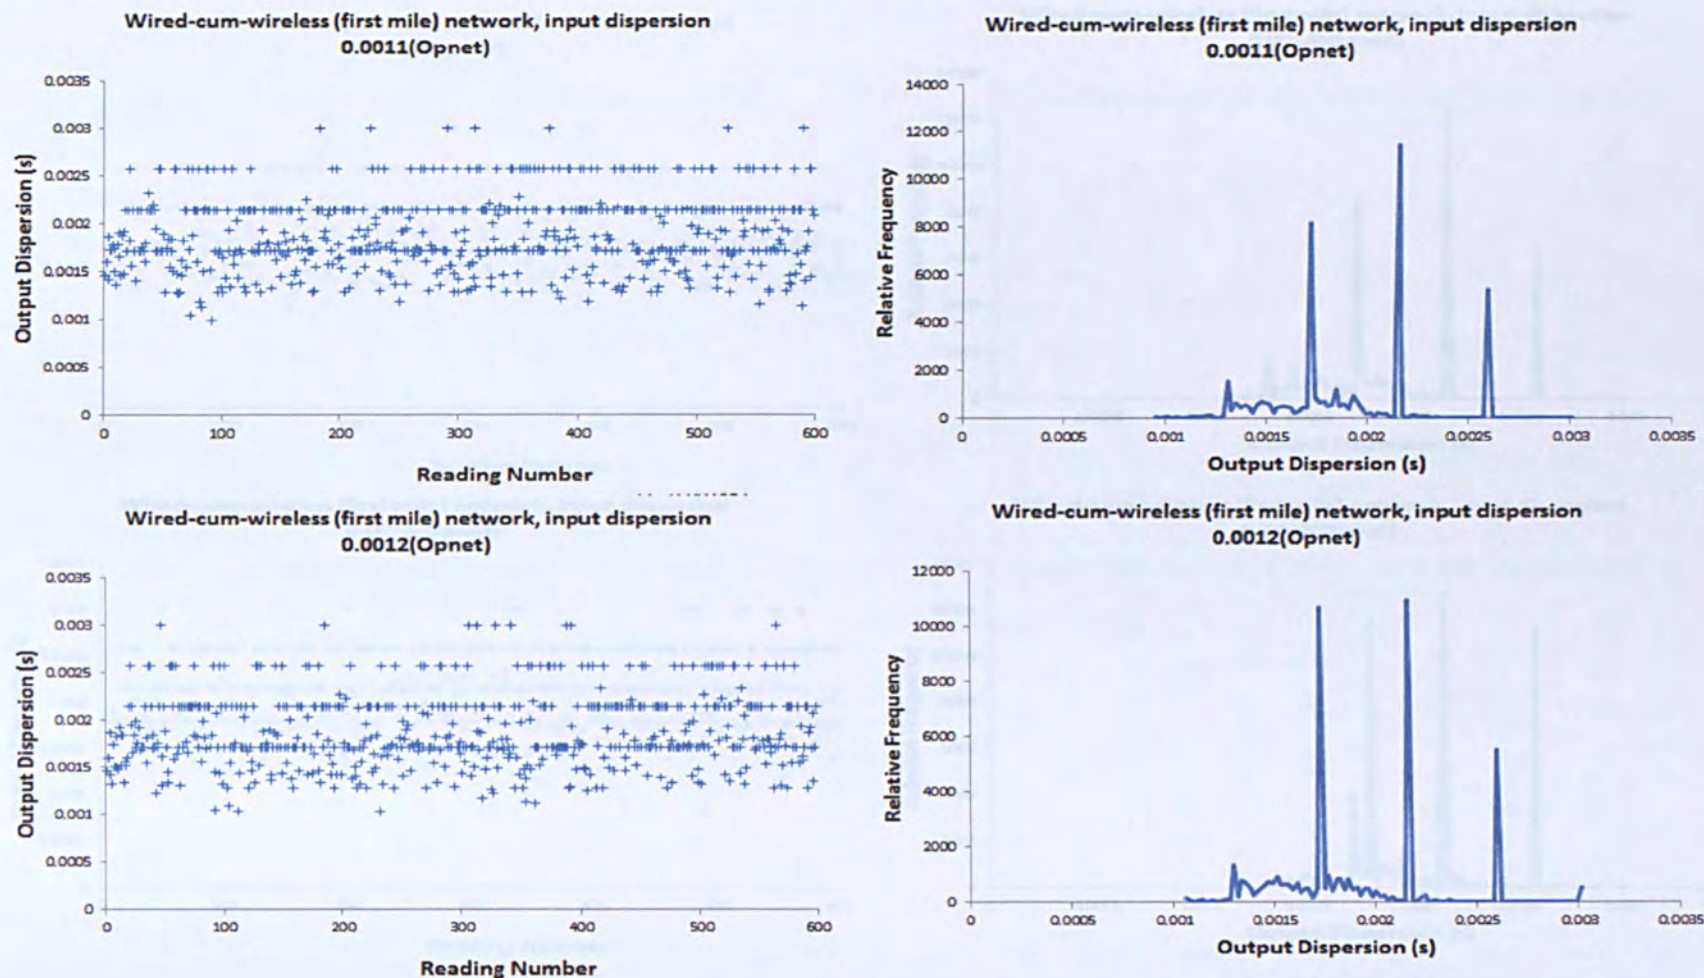 Wired-cum-wireless (first mile) network, input dispersion
0.0011(Opnet)
Output Dispersion (s)
0.0035
0.003
0.0025
0.002
0.0015
0.001
0.0005
0
0 100 200 300 400 500 600
Reading Number
Wired-cum-wireless (first mile) network, input dispersion
0.0011(Opnet)
Relative Frequency
14000
12000
10000
8000
6000
4000
2000
0
0 0.0005 0.001 0.0015 0.002 0.0025 0.003 0.0035
Output Dispersion (s)
Wired-cum-wireless (first mile) network, input dispersion
0.0012(Opnet)
Output Dispersion (s)
0.0035
0.003
0.0025
0.002
0.0015
0.001
0.0005
0
0 100 200 300 400 500 600
Reading Number
Wired-cum-wireless (first mile) network, input dispersion
0.0012(Opnet)
Relative Frequency
12000
10000
8000
6000
4000
2000
0
0 0.0005 0.001 0.0015 0.002 0.0025 0.003 0.0035
Output Dispersion (s)